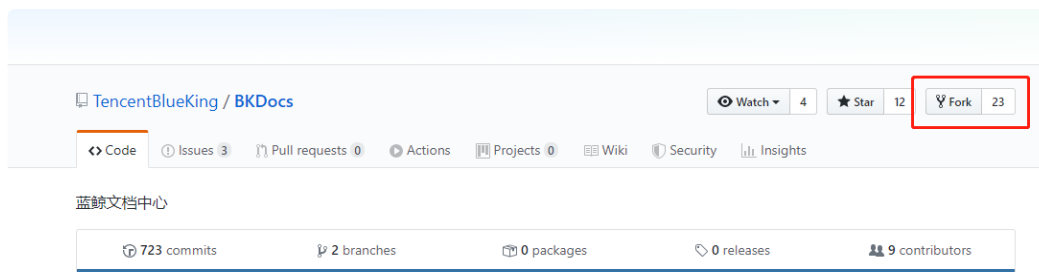 TencentBlueKing / BKDocs
Watch 4 Star 12 Fork 23
Code Issues 3 Pull requests 0 Actions Projects 0 Wiki Security Insights
蓝鲸文档中心
723 commits 2 branches 0 packages 0 releases 9 contributors